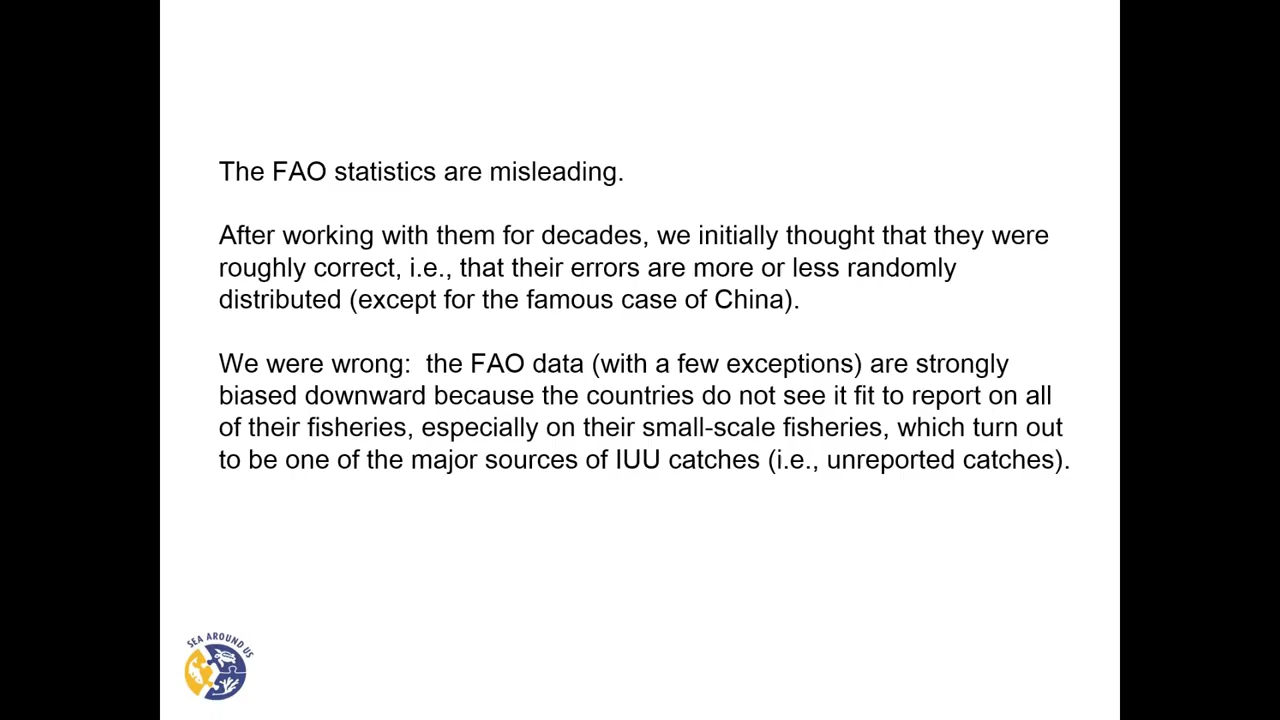 The FAO statistics are misleading.
After working with them for decades, we initially thought that they were
roughly correct, i.e., that their errors are more or less randomly
distributed (except for the famous case of China).
We were wrong:  the FAO data (with a few exceptions) are strongly
biased downward because the countries do not see it fit to report on all
of their fisheries, especially on their small-scale fisheries, which turn out
to be one of the major sources of IUU catches (i.e., unreported catches).
SEA AROUND US